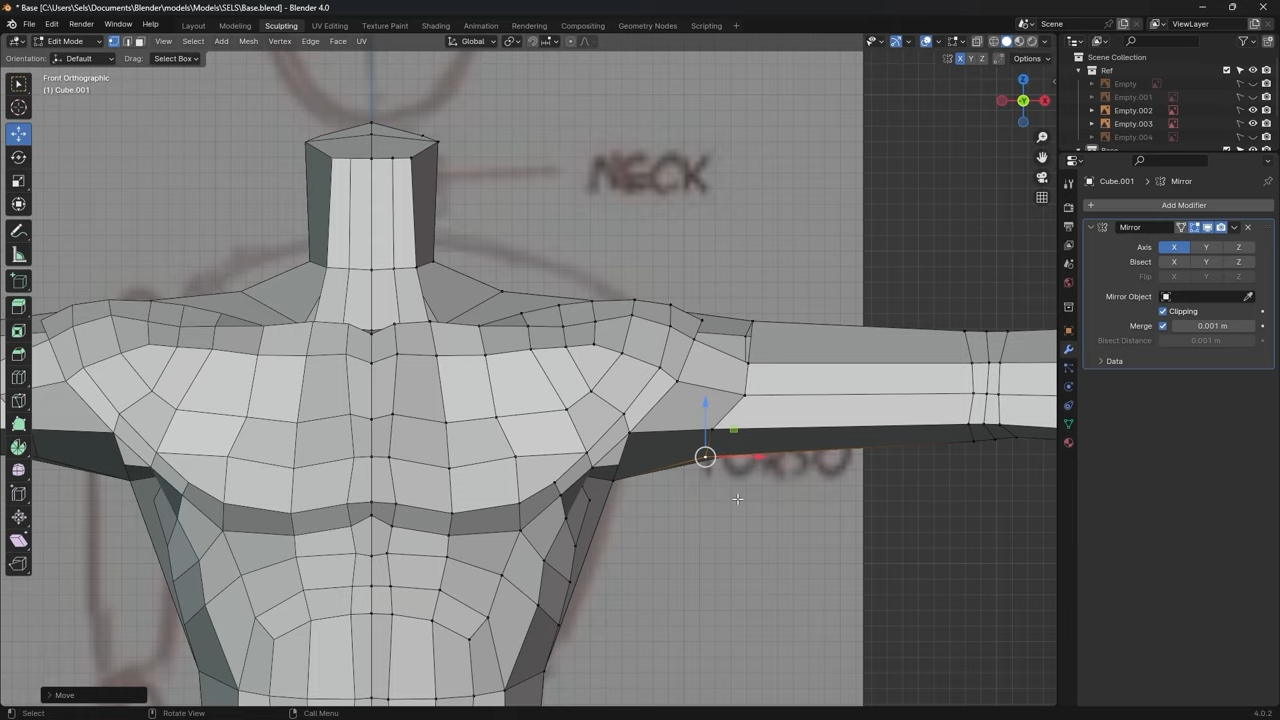 * Base [C:\Users\Sels\Documents\Blender\models\Models\SELS\Base.blend] - Blender 4.0
File Edit Render Window Help Layout Modeling Sculpting UV Editing Texture Paint Shading Animation Rendering Compositing Geometry Nodes Scripting + Scene ViewLayer
Edit Mode View Select Add Mesh Vertex Edge Face UV Global
Orientation: Default Drag: Select Box X Y Z Options
Front Orthographic
(1) Cube.001
Z
Y
X
NECK
TORSO
Move
Scene Collection
Ref
Empty
Empty.001
Empty.002
Empty.003
Empty.004
Cube.001 > Mirror
+ Add Modifier
Mirror
Axis X Y Z
Bisect X Y Z
Flip X Y Z
Mirror Object
Clipping
Merge 0.001 m
Bisect Distance 0.001 m
Data
Select Rotate View Call Menu 4.0.2